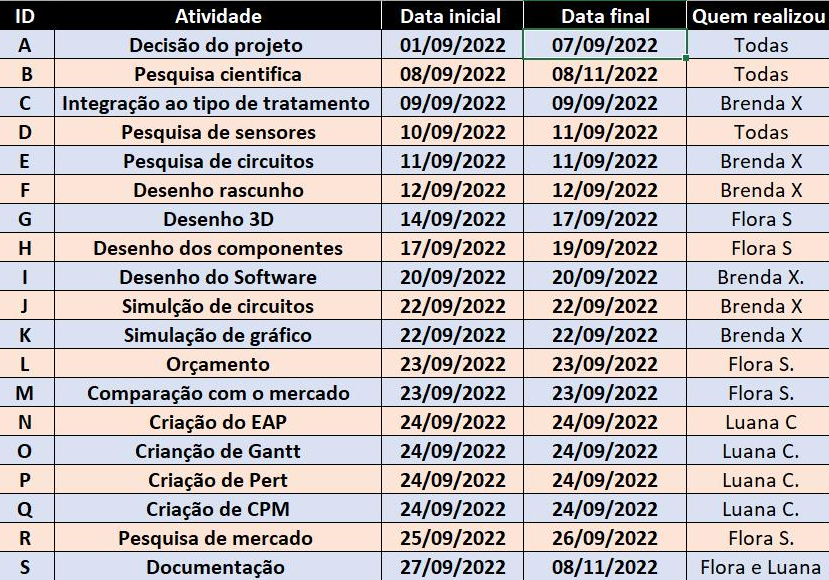 ID Atividade Data inicial Data final Quem realizou
A Decisão do projeto 01/09/2022 07/09/2022 Todas
B Pesquisa cientifica 08/09/2022 08/11/2022 Todas
C Integração ao tipo de tratamento 09/09/2022 09/09/2022 Brenda X
D Pesquisa de sensores 10/09/2022 11/09/2022 Todas
E Pesquisa de circuitos 11/09/2022 11/09/2022 Brenda X
F Desenho rascunho 12/09/2022 12/09/2022 Brenda X
G Desenho 3D 14/09/2022 17/09/2022 Flora S
H Desenho dos componentes 17/09/2022 19/09/2022 Flora S
I Desenho do Software 20/09/2022 20/09/2022 Brenda X.
J Simulção de circuitos 22/09/2022 22/09/2022 Brenda X
K Simulação de gráfico 22/09/2022 22/09/2022 Brenda X
L Orçamento 23/09/2022 23/09/2022 Flora S.
M Comparação com o mercado 23/09/2022 23/09/2022 Flora S.
N Criação do EAP 24/09/2022 24/09/2022 Luana C
O Crianção de Gantt 24/09/2022 24/09/2022 Luana C.
P Criação de Pert 24/09/2022 24/09/2022 Luana C.
Q Criação de CPM 24/09/2022 24/09/2022 Luana C.
R Pesquisa de mercado 25/09/2022 26/09/2022 Flora S.
S Documentação 27/09/2022 08/11/2022 Flora e Luana